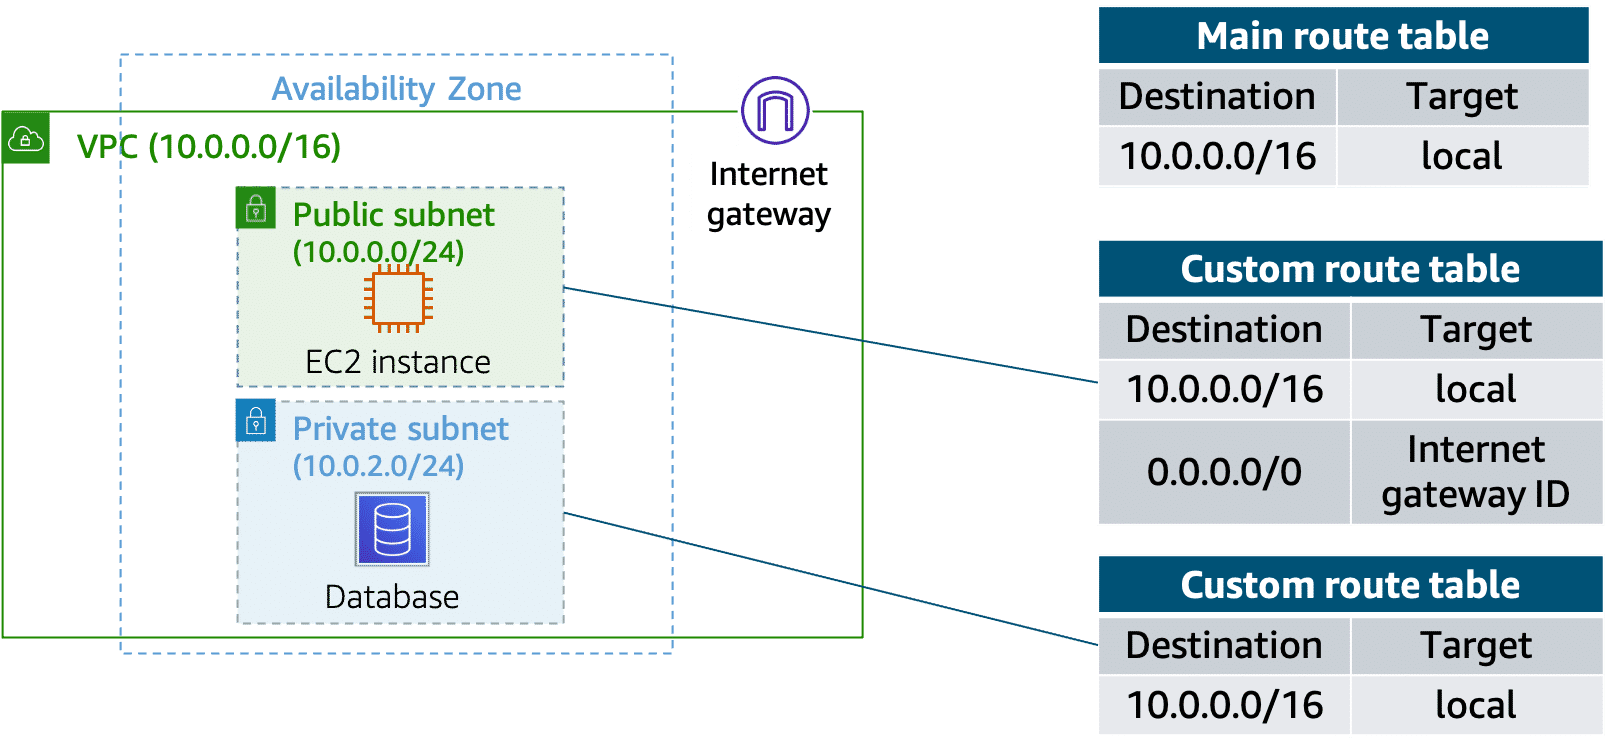 Availability Zone
VPC (10.0.0.0/16)
Internet
gateway
Public subnet
(10.0.0.0/24)
EC2 instance
Private subnet
(10.0.2.0/24)
Database
Main route table
Destination Target
10.0.0.0/16 local
Custom route table
Destination Target
10.0.0.0/16 local
0.0.0.0/0 Internet
gateway ID
Custom route table
Destination Target
10.0.0.0/16 local